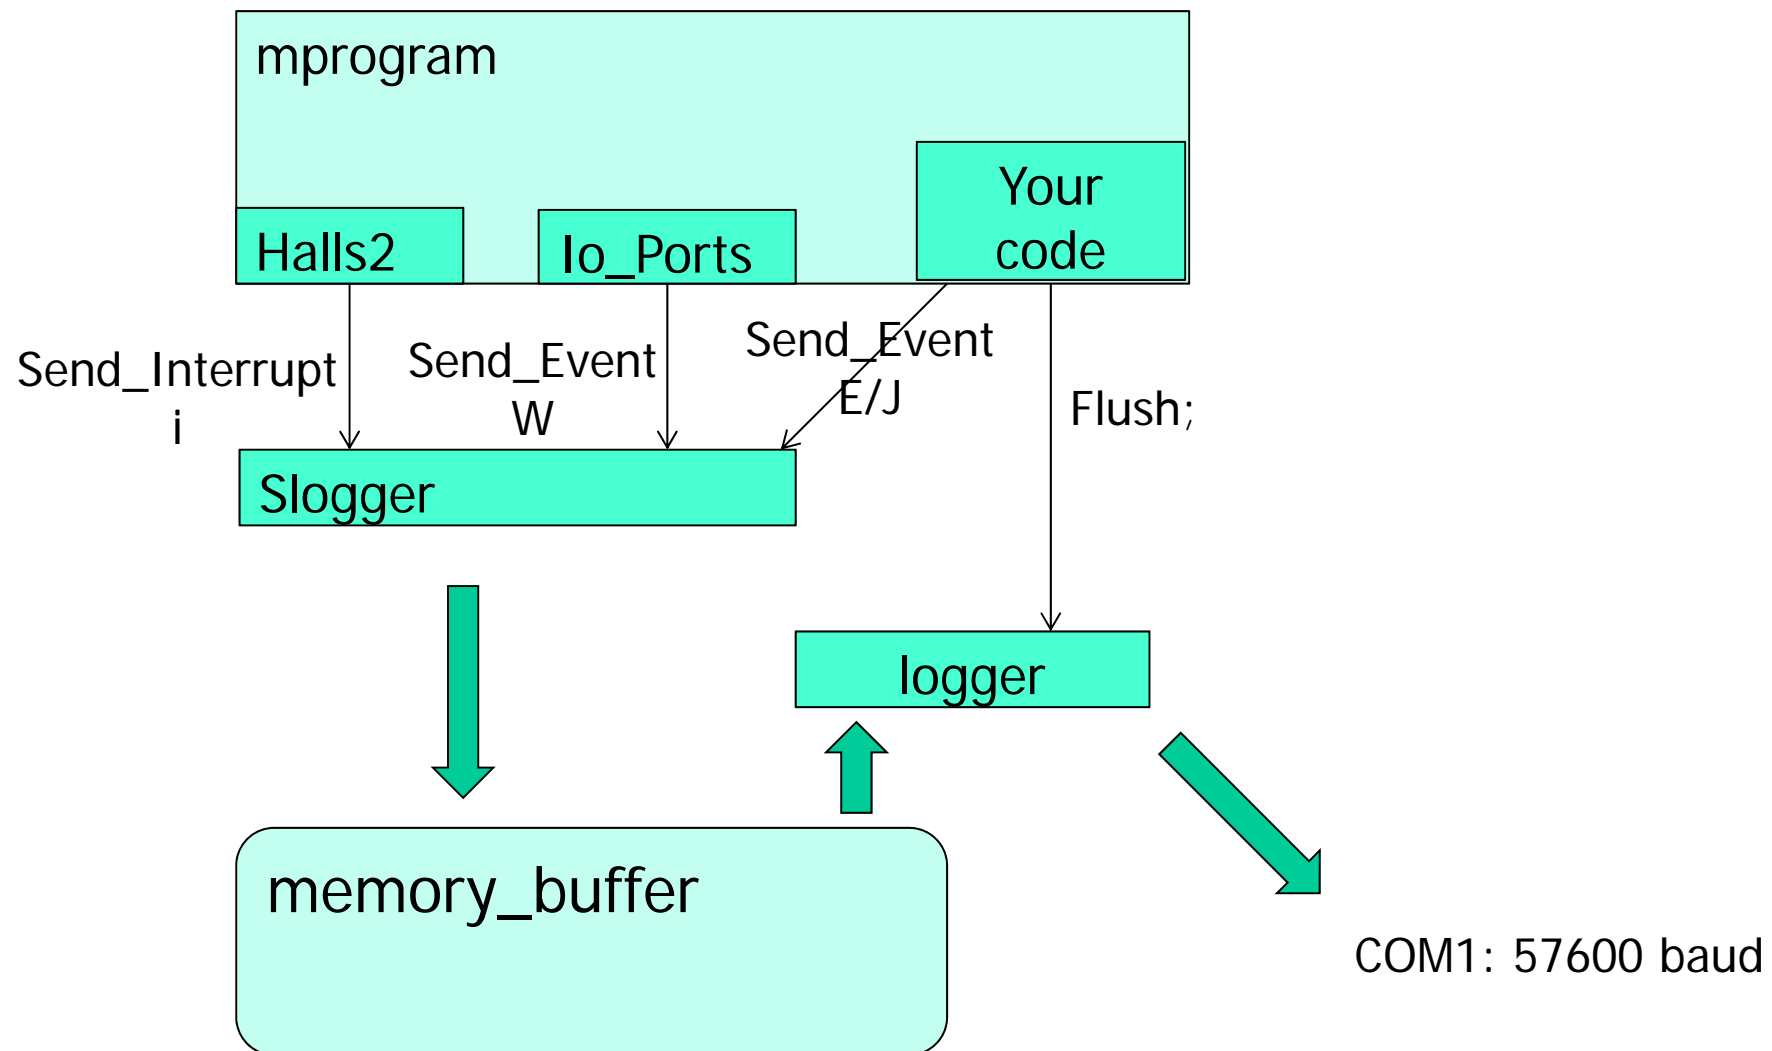 mprogram
Your
code
Halls2
Io_Ports
Send_Interrupt
i
Send_Event
W
Send_Event
E/J
Flush;
Slogger
logger
memory_buffer
COM1: 57600 baud